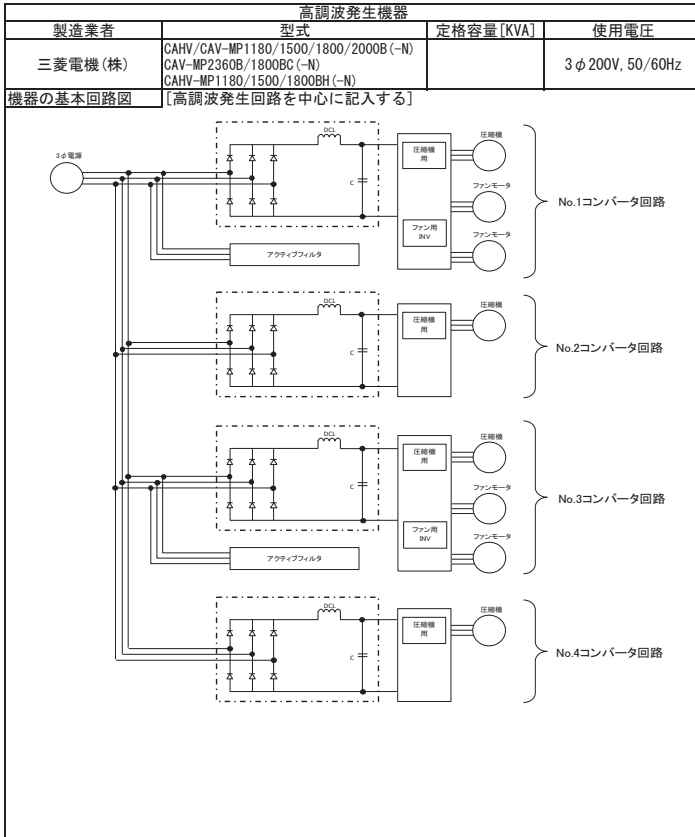 高調波発生機器
製造業者 型式 定格容量[KVA] 使用電圧
三菱電機(株)
CAHV/CAV-MP1180/1500/1800/2000B(-N)
CAV-MP2360B/1800BC(-N)
CAHV-MP1180/1500/1800BH(-N)
3φ200V,50/60Hz
機器の基本回路図 [高調波発生回路を中心に記入する]
3φ電源
DCL
C
圧縮機
用
圧縮機
ファンモータ
ファン用
INV
ファンモータ
アクティブフィルタ
No.1コンバータ回路
DCL
C
圧縮機
用
圧縮機
No.2コンバータ回路
DCL
C
圧縮機
用
圧縮機
ファンモータ
ファン用
INV
ファンモータ
アクティブフィルタ
No.3コンバータ回路
DCL
C
圧縮機
用
圧縮機
No.4コンバータ回路